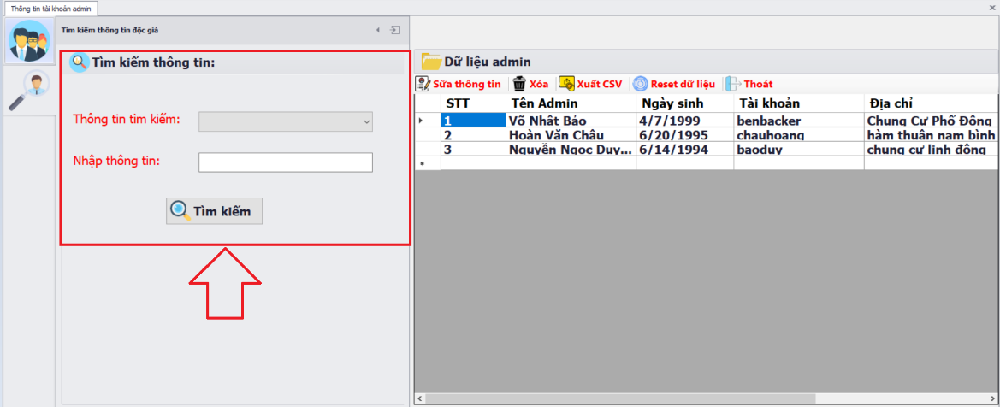 Thông tin tài khoản admin
Tìm kiếm thông tin độc giả
Tìm kiếm thông tin:
Thông tin tìm kiếm:
Nhập thông tin:
Tìm kiếm
Dữ liệu admin
Sữa thông tin Xóa Xuất CSV Reset dữ liệu Thoát
STT Tên Admin Ngày sinh Tài khoản Địa chỉ
1 Võ Nhất Bảo 4/7/1999 benbacker Chung Cư Phố Đông
2 Hoàn Văn Châu 6/20/1995 chauhoang hàm thuân nam bình
3 Nguyễn Ngọc Duy... 6/14/1994 baoduy chung cư linh đông